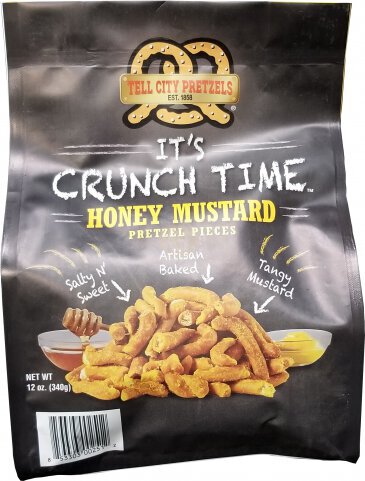 TELL CITY PRETZELS
EST. 1858
®
IT'S
CRUNCH TIME™
HONEY MUSTARD
PRETZEL PIECES
Artisan
Baked
Salty N'
Sweet
Tangy
Mustard
NET WT
12 oz. (340g)